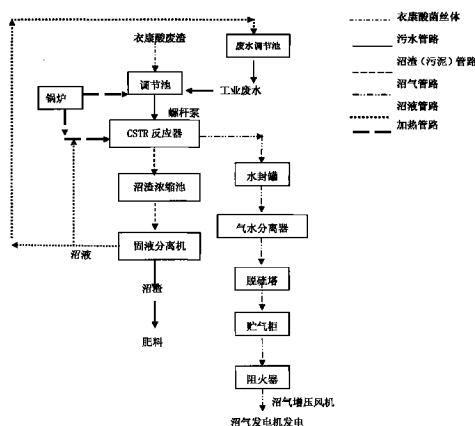 衣康酸废渣
废水调节池
调节池
工业废水
锅炉
螺杆泵
CSTR 反应器
水封罐
沼渣浓缩池
气水分离器
固液分离机
沼液
脱硫塔
沼渣
贮气柜
肥料
阻火器
沼气增压风机
沼气发电机发电
衣康酸菌丝体
污水管路
沼渣（污泥）管路
沼气管路
沼液管路
加热管路